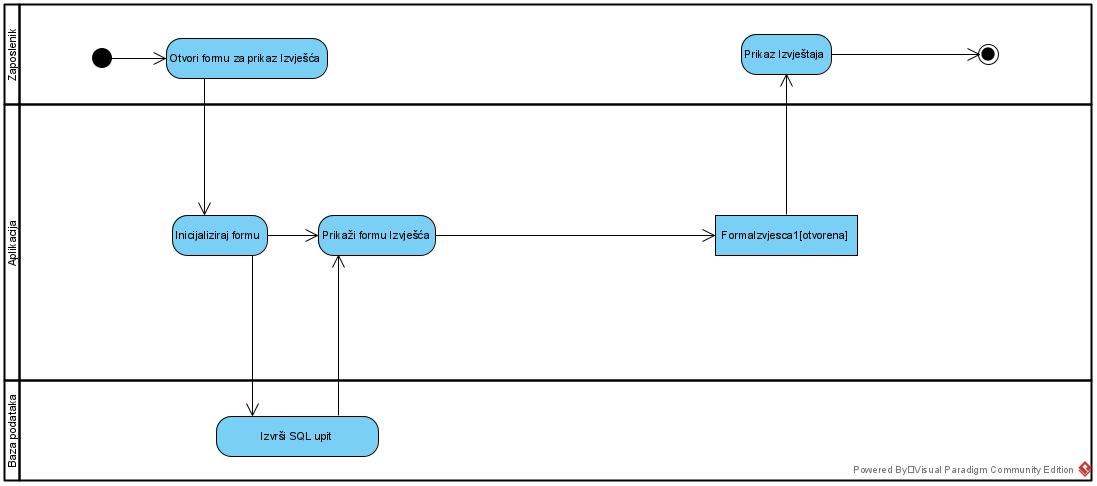 Zaposlenik
Otvori formu za prikaz Izvješća
Prikaz Izvještaja
Aplikacija
Inicijaliziraj formu
Prikaži formu Izvješća
FormaIzvjesca1[otvorena]
Baza podataka
Izvrši SQL upit
Powered By Visual Paradigm Community Edition